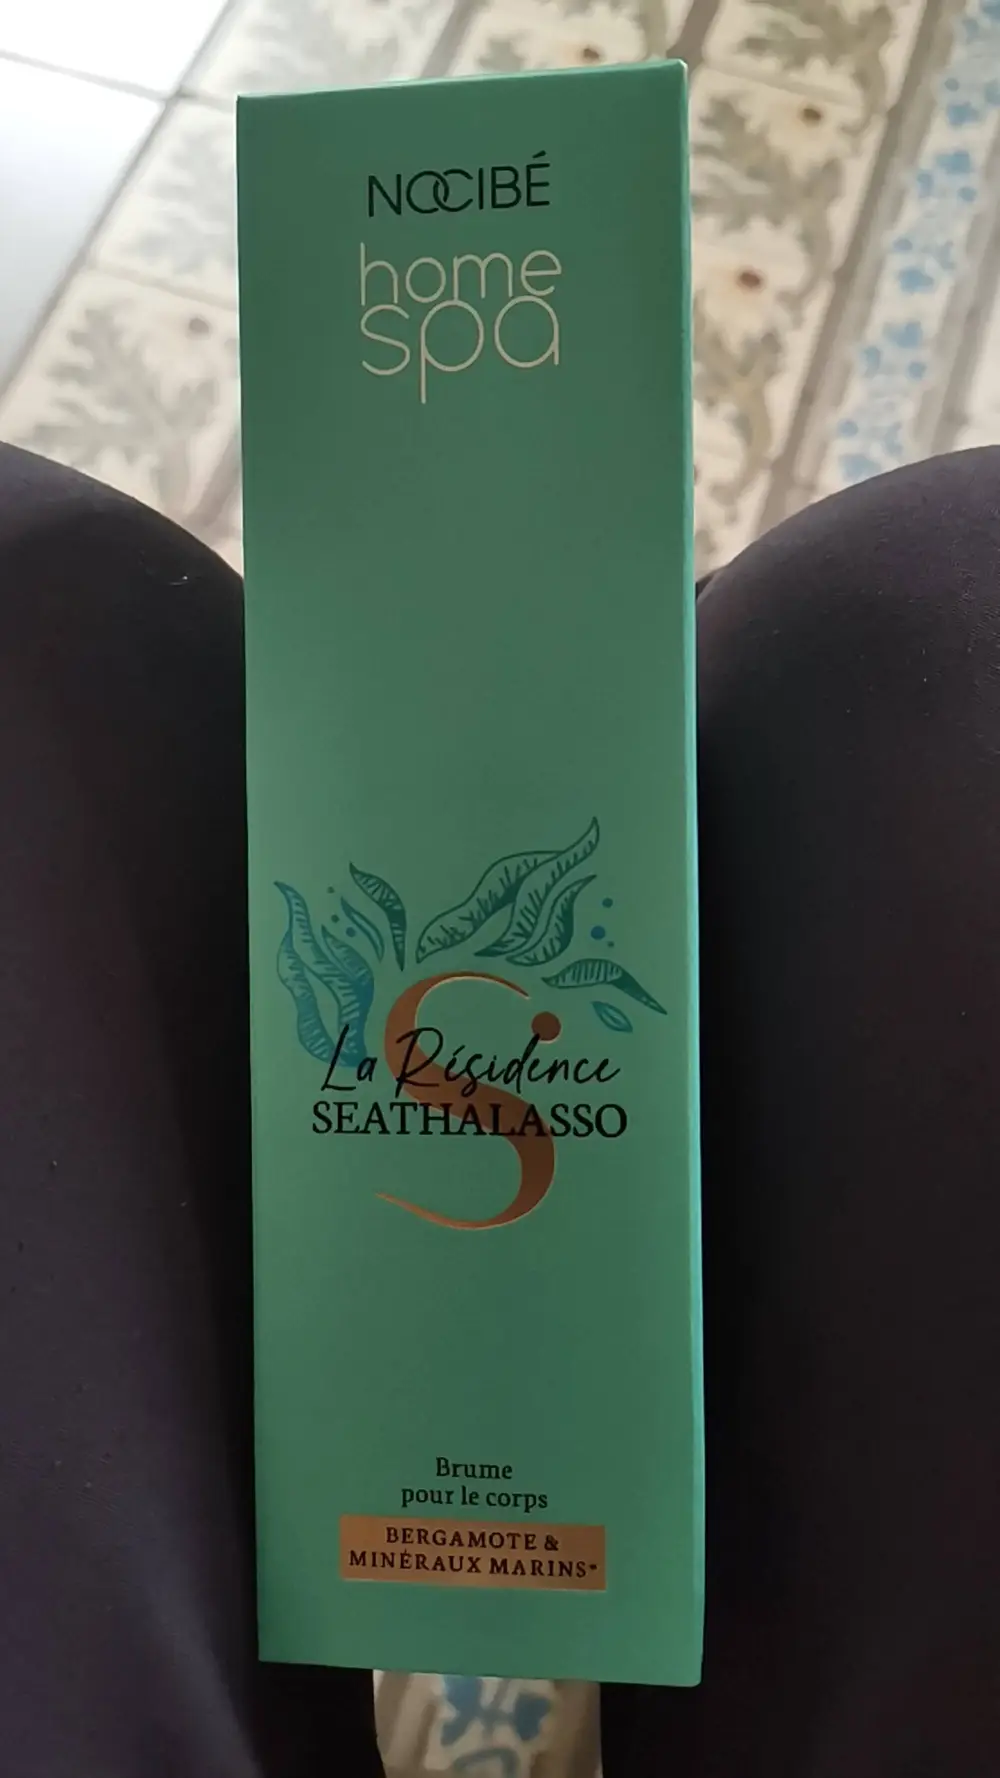 NOCIBÉ
home
spa
La Résidence
SEATHALASSO
Brume
pour le corps
BERGAMOTE &
MINÉRAUX MARINS*